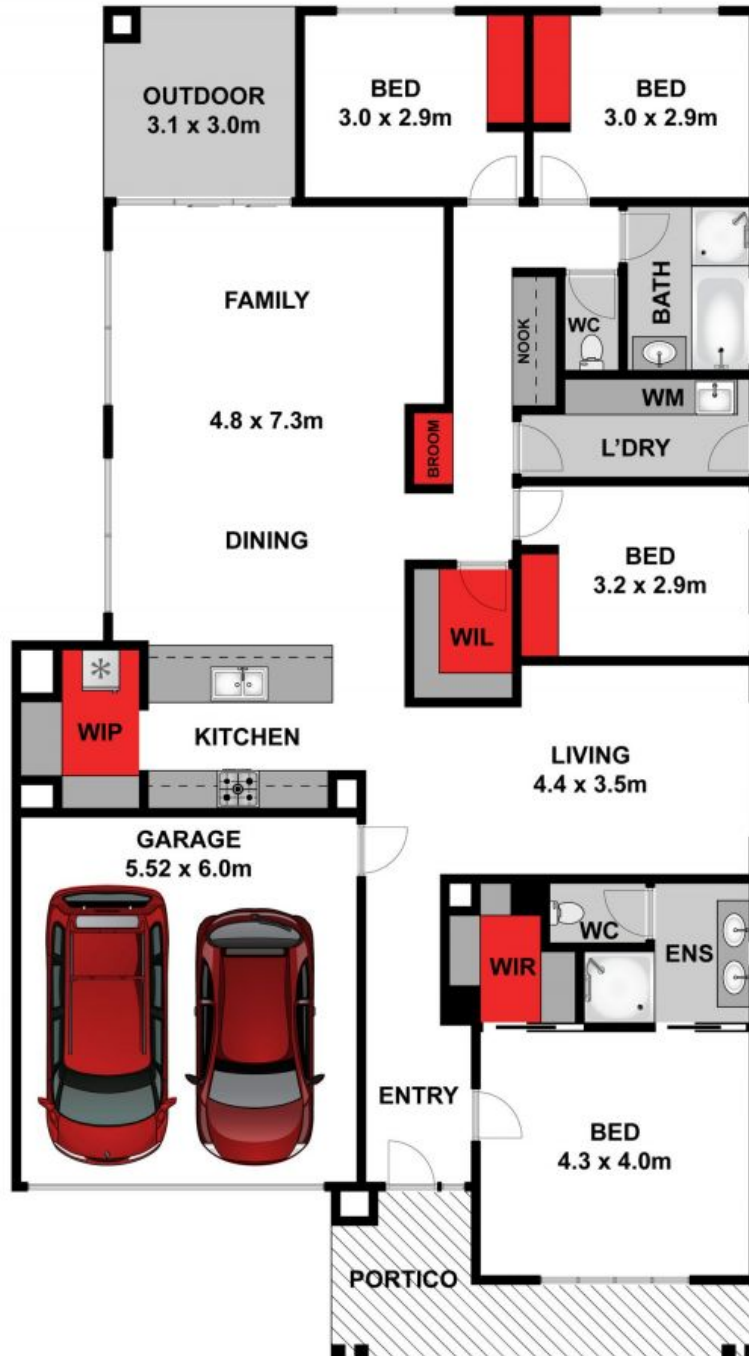 OUTDOOR
3.1 x 3.0m
BED
3.0 x 2.9m
BED
3.0 x 2.9m
FAMILY
4.8 x 7.3m
DINING
BROOM
NOOK
WC
BATH
WM
L'DRY
BED
3.2 x 2.9m
WIL
WIP
KITCHEN
LIVING
4.4 x 3.5m
GARAGE
5.52 x 6.0m
WIR
WC
ENS
ENTRY
BED
4.3 x 4.0m
PORTICO